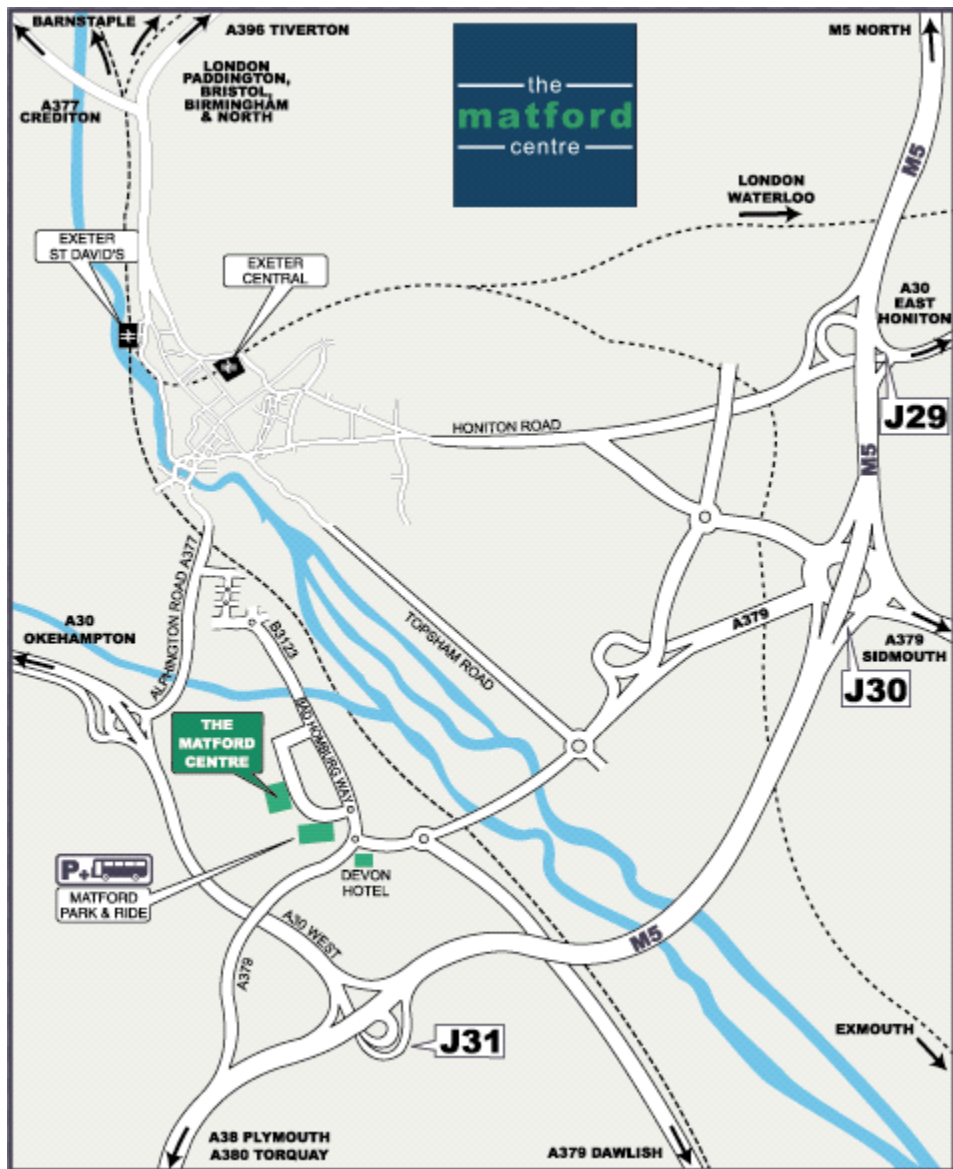 BARNSTAPLE
A396 TIVERTON
M5 NORTH
LONDON
PADDINGTON,
BRISTOL,
BIRMINGHAM
& NORTH
A377
CREDITON
the
matford
centre
M5
LONDON
WATERLOO
EXETER
ST DAVID'S
EXETER
CENTRAL
A30
EAST
HONITON
J29
HONITON ROAD
M5
ALPHINGTON ROAD A377
A30
OKEHAMPTON
B3123
TOPSHAM ROAD
A379
A379
SIDMOUTH
J30
THE
MATFORD
CENTRE
BAD HOMBURG WAY
P+
MATFORD
PARK & RIDE
DEVON
HOTEL
A30 WEST
M5
A379
J31
EXMOUTH
A38 PLYMOUTH
A380 TORQUAY
A379 DAWLISH